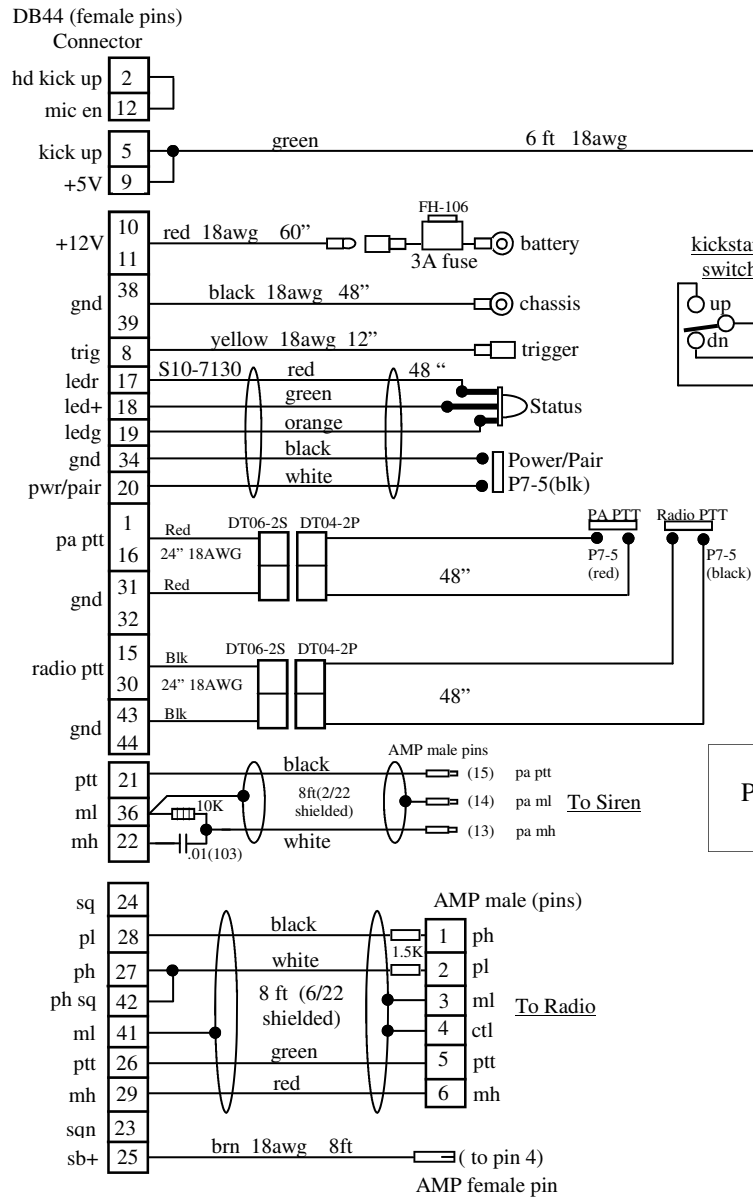 DB44 (female pins)
Connector
hd kick up 2
mic en 12
kick up 5 green 6 ft 18awg
+5V 9
+12V 10 11 red 18awg 60” FH-106 3A fuse battery
kickstar
switch
up
dn
gnd 38 39 black 18awg 48” chassis
trig 8 yellow 18awg 12” trigger
ledr 17 S10-7130 red 48 “
led+ 18 green Status
ledg 19 orange
gnd 34 black Power/Pair
pwr/pair 20 white P7-5(blk)
PA PTT Radio PTT
pa ptt 1 16 Red DT06-2S DT04-2P
24” 18AWG
P7-5 (red)
P7-5 (black)
gnd 31 32 Red 48”
radio ptt 15 30 Blk DT06-2S DT04-2P
24” 18AWG
gnd 43 44 Blk 48”
AMP male pins
ptt 21 black (15) pa ptt
ml 36 10K 8ft(2/22 shielded) (14) pa ml To Siren
mh 22 .01(103) white (13) pa mh
P
sq 24 AMP male (pins)
pl 28 black 1.5K 1 ph
ph 27 white 2 pl
ph sq 42 8 ft (6/22 shielded) 3 ml To Radio
ml 41 4 ctl
ptt 26 green 5 ptt
mh 29 red 6 mh
sqn 23
sb+ 25 brn 18awg 8ft ( to pin 4)
AMP female pin